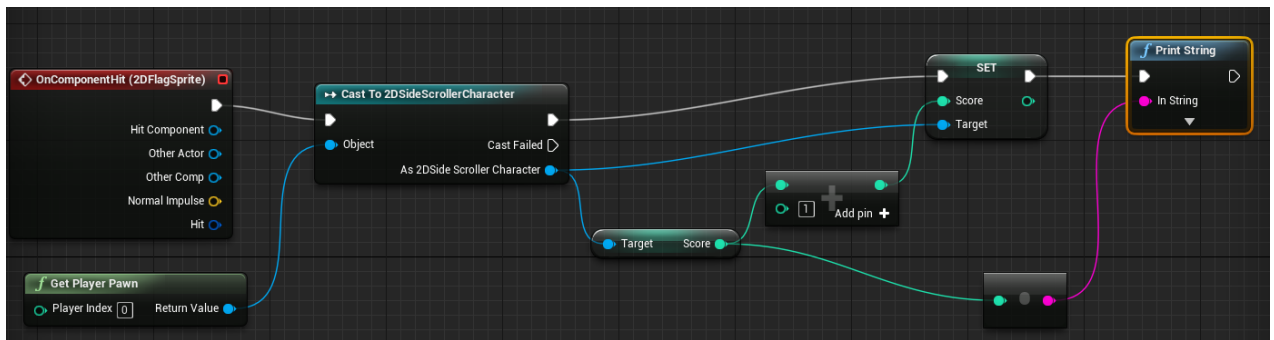 OnComponentHit (2DFlagSprite)
Hit Component
Other Actor
Other Comp
Normal Impulse
Hit
f Get Player Pawn
Player Index 0
Return Value
Cast To 2DSideScrollerCharacter
Object
Cast Failed
As 2DSide Scroller Character
Target
Score
1
Add pin +
SET
Score
Target
f Print String
In String